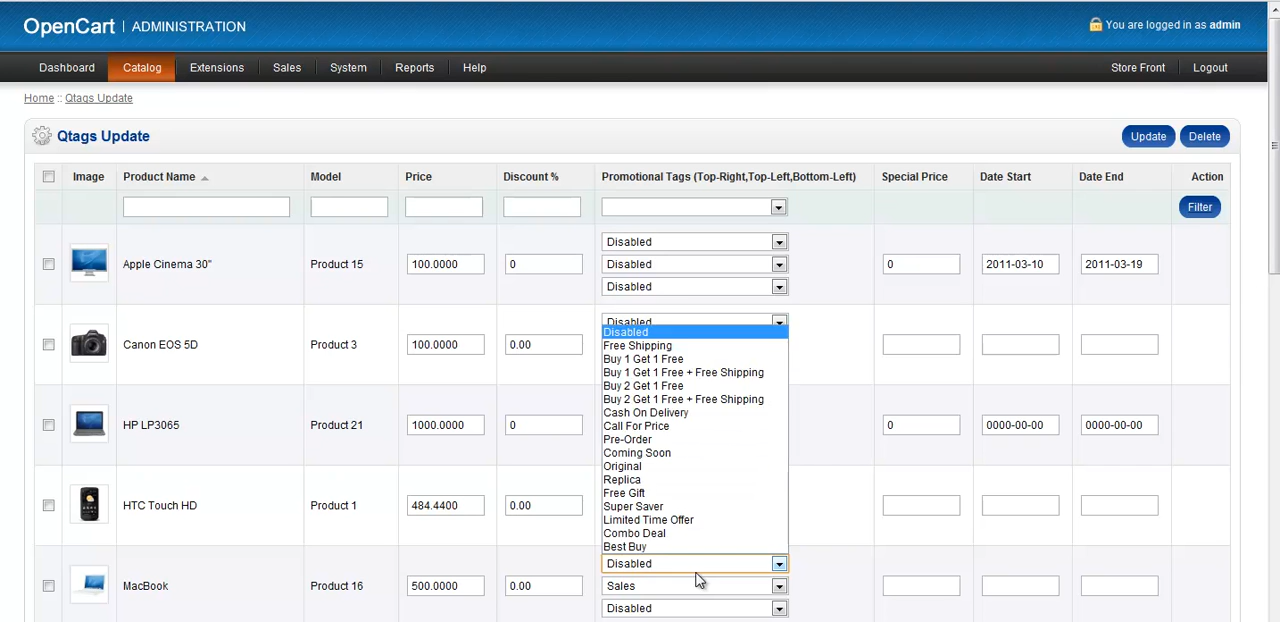 OpenCart | ADMINISTRATION
You are logged in as admin
Dashboard Catalog Extensions Sales System Reports Help Store Front Logout
Home :: Qtags Update
Qtags Update
Update Delete
Image Product Name Model Price Discount % Promotional Tags (Top-Right,Top-Left,Bottom-Left) Special Price Date Start Date End Action
Filter
Disabled
Apple Cinema 30" Product 15 100.0000 0 Disabled 0 2011-03-10 2011-03-19
Disabled
Disabled
Disabled
Canon EOS 5D Product 3 100.0000 0.00
Free Shipping
Buy 1 Get 1 Free
Buy 1 Get 1 Free + Free Shipping
Buy 2 Get 1 Free
Buy 2 Get 1 Free + Free Shipping
Cash On Delivery
HP LP3065 Product 21 1000.0000 0 Call For Price 0 0000-00-00 0000-00-00
Pre-Order
Coming Soon
Original
Replica
Free Gift
HTC Touch HD Product 1 484.4400 0.00 Super Saver
Limited Time Offer
Combo Deal
Best Buy
Disabled
MacBook Product 16 500.0000 0.00 Sales
Disabled